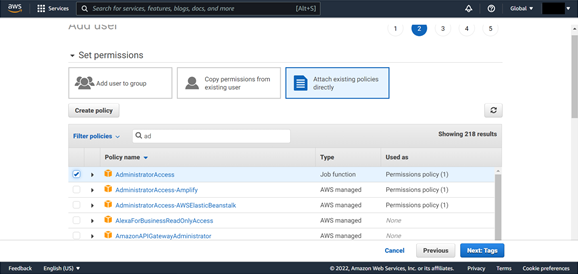 aws
Services
Search for services, features, blogs, docs, and more
[Alt+S]
Global
Add user
1 2 3 4 5
Set permissions
Add user to group
Copy permissions from
existing user
Attach existing policies
directly
Create policy
Filter policies
ad
Showing 218 results
Policy name Type Used as
AdministratorAccess Job function Permissions policy (1)
AdministratorAccess-Amplify AWS managed Permissions policy (1)
AdministratorAccess-AWSElasticBeanstalk AWS managed Permissions policy (1)
AlexaForBusinessReadOnlyAccess AWS managed None
AmazonAPIGatewayAdministrator AWS managed None
Cancel Previous Next: Tags
Feedback English (US) © 2022, Amazon Web Services, Inc. or its affiliates. Privacy Terms Cookie preferences